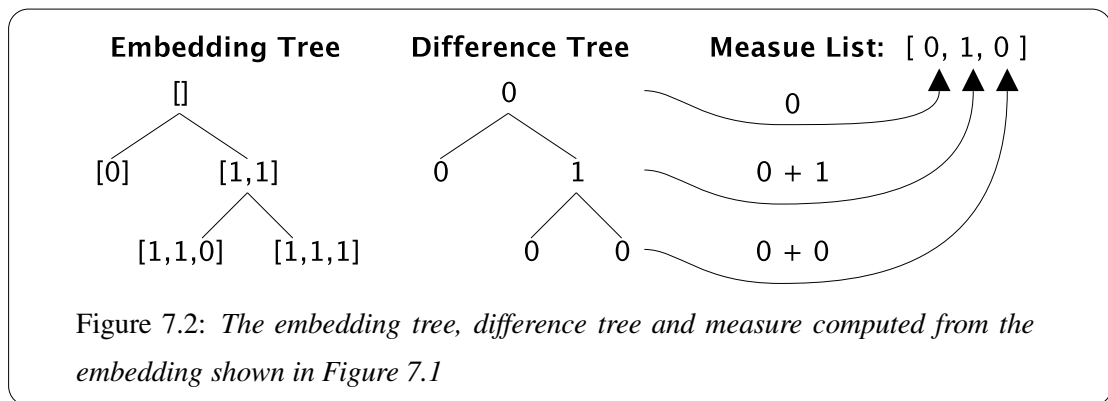 Embedding Tree Difference Tree Measue List: [ 0, 1, 0 ]
[] 0 0
[0] [1,1] 0 1 0 + 1
[1,1,0] [1,1,1] 0 0 0 + 0
Figure 7.2: The embedding tree, difference tree and measure computed from the
embedding shown in Figure 7.1